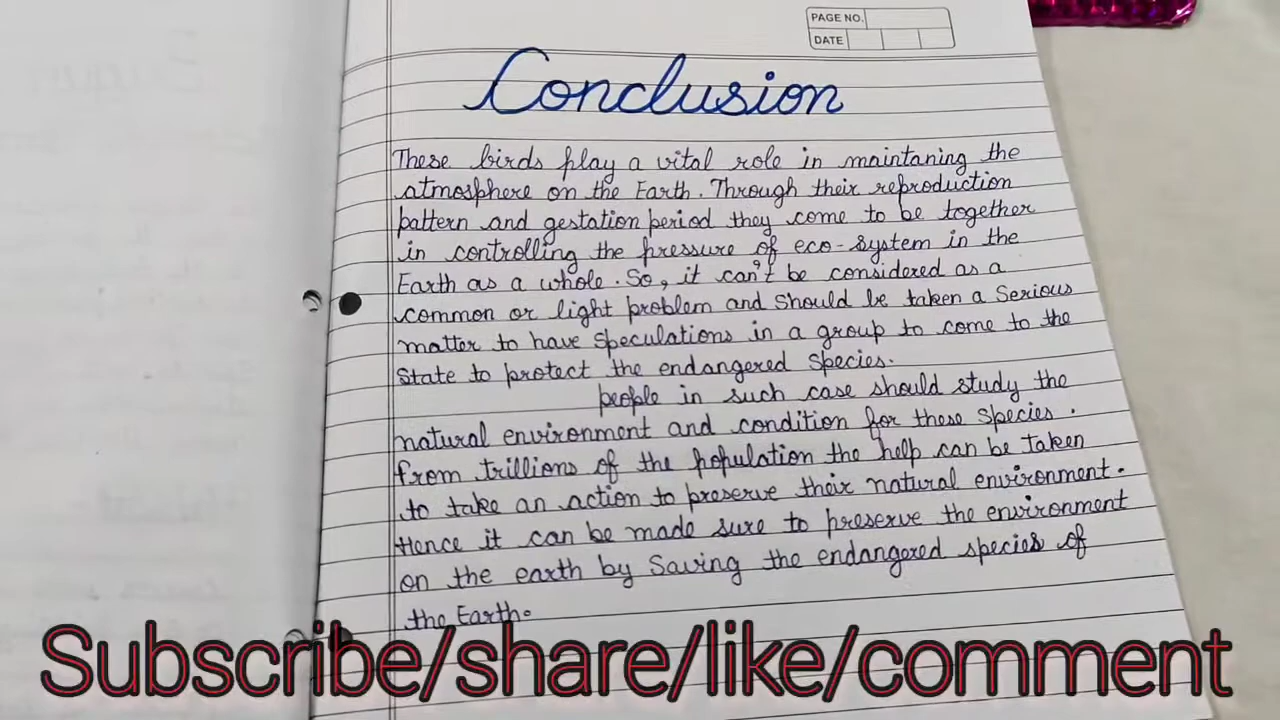 PAGE NO.
DATE
Conclusion
These birds play a vital role in maintaning the
atmosphere on the Earth. Through their reproduction
pattern and gestation period they come to be together
in controlling the pressure of eco-system in the
Earth as a whole. So, it can't be considered as a
common or light problem and should be taken a serious
matter to have speculations in a group to come to the
state to protect the endangered species.
people in such case should study the
natural environment and condition for these species.
from trillions of the population the help can be taken
to take an action to preserve their natural environment.
Hence it can be made sure to preserve the environment
on the earth by saving the endangered species of
the Earth.
Subscribe/share/like/comment